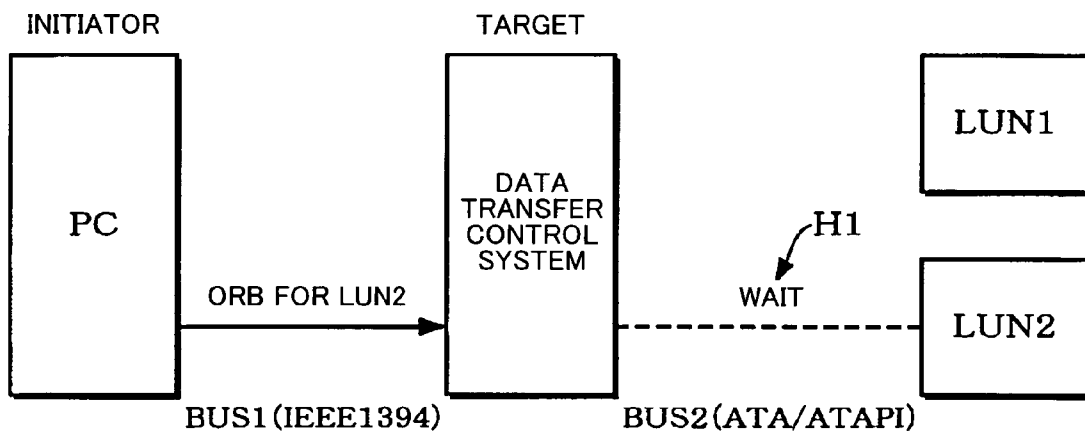 INITIATOR
TARGET
PC
DATA
TRANSFER
CONTROL
SYSTEM
LUN1
H1
ORB FOR LUN2
WAIT
LUN2
BUS1(IEEE1394)
BUS2(ATA/ATAPI)